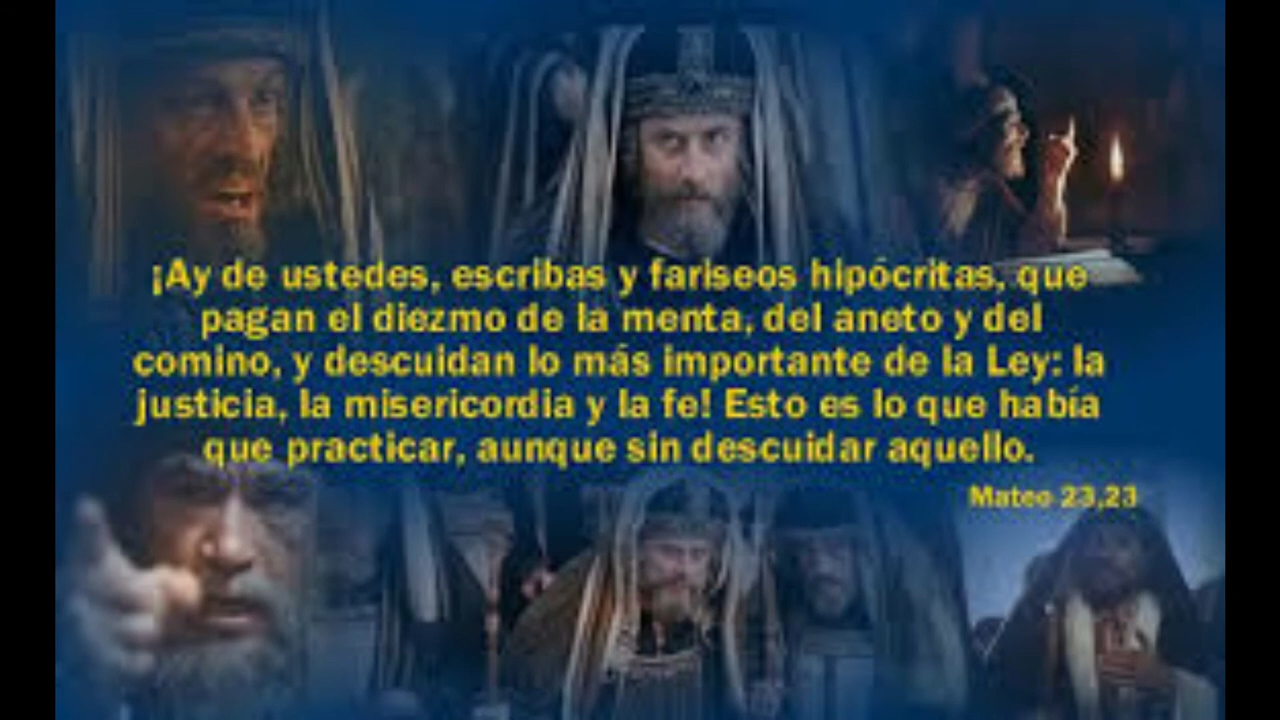 ¡Ay de ustedes, escribas y fariseos hipócritas, que
pagan el diezmo de la menta, del aneto y del
comino, y descuidan lo más importante de la Ley: la
justicia, la misericordia y la fe! Esto es lo que había
que practicar, aunque sin descuidar aquello.
Mateo 23,23